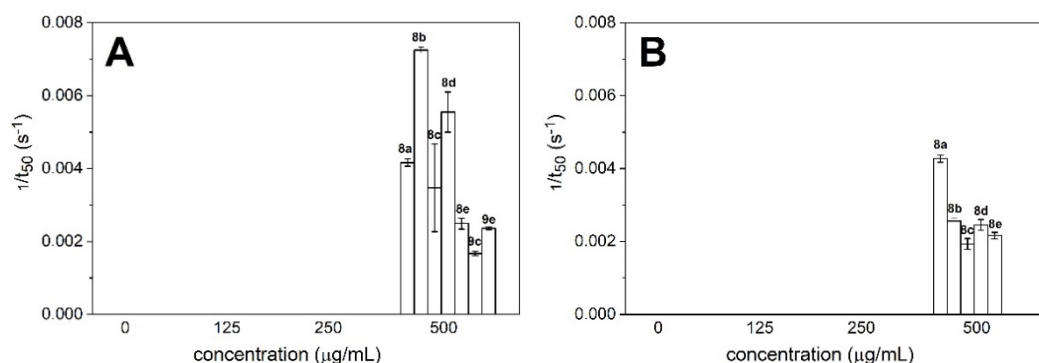 A
0.008
0.006
0.004
0.002
0.000
1/t50 (s-1)
8a
8b
8c
8d
8e
9c
9e
0
125
250
500
concentration (μg/mL)
B
0.008
0.006
0.004
0.002
0.000
1/t50 (s-1)
8a
8b
8c
8d
8e
0
125
250
500
concentration (μg/mL)